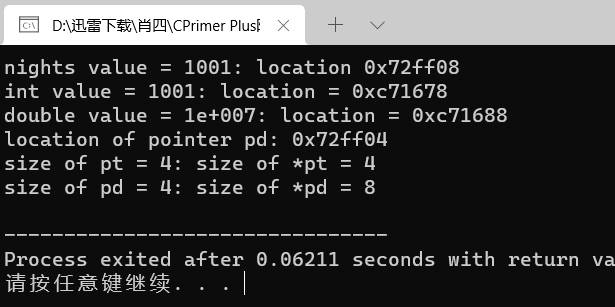 D:\迅雷下载\肖四\CPrimer Plus
nights value = 1001: location 0x72ff08
int value = 1001: location = 0xc71678
double value = 1e+007: location = 0xc71688
location of pointer pd: 0x72ff04
size of pt = 4: size of *pt = 4
size of pd = 4: size of *pd = 8
--------------------------------
Process exited after 0.06211 seconds with return va
请按任意键继续. . .